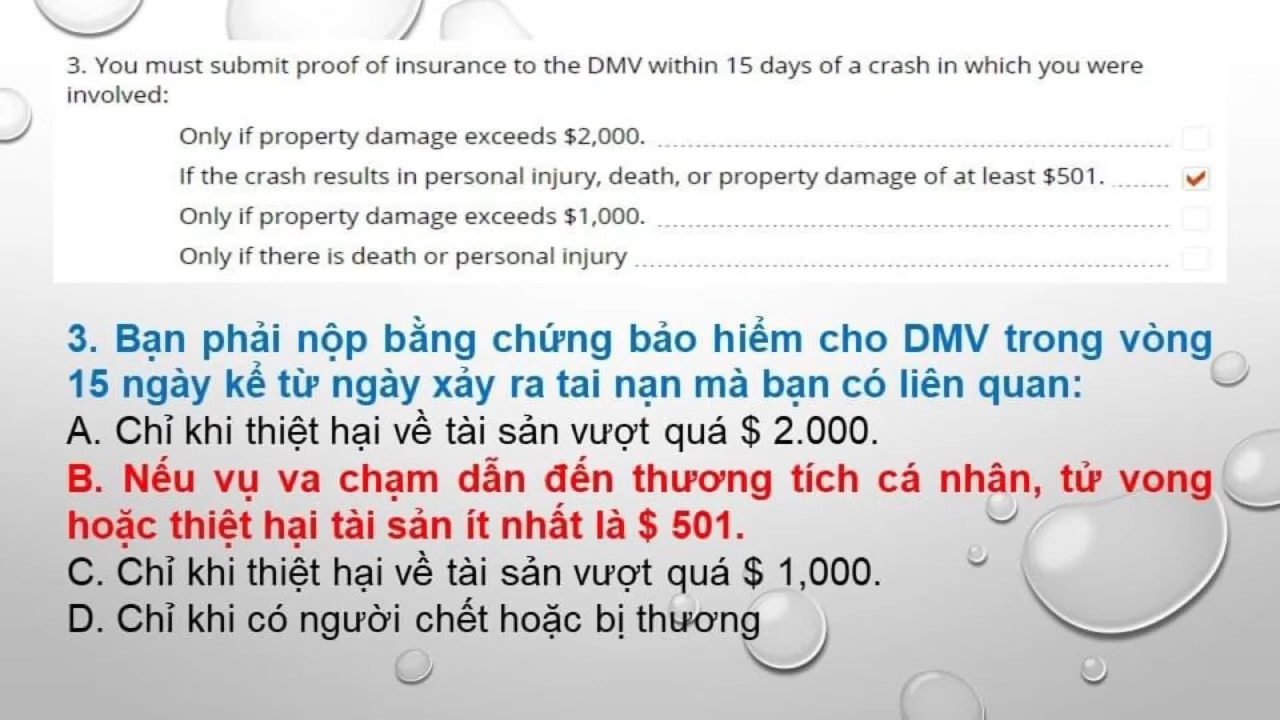 3. You must submit proof of insurance to the DMV within 15 days of a crash in which you were
involved:
Only if property damage exceeds $2,000.
If the crash results in personal injury, death, or property damage of at least $501.
Only if property damage exceeds $1,000.
Only if there is death or personal injury
3. Bạn phải nộp bằng chứng bảo hiểm cho DMV trong vòng
15 ngày kể từ ngày xảy ra tai nạn mà bạn có liên quan:
A. Chỉ khi thiệt hại về tài sản vượt quá $ 2.000.
B. Nếu vụ va chạm dẫn đến thương tích cá nhân, tử vong
hoặc thiệt hại tài sản ít nhất là $ 501.
C. Chỉ khi thiệt hại về tài sản vượt quá $ 1,000.
D. Chỉ khi có người chết hoặc bị thương